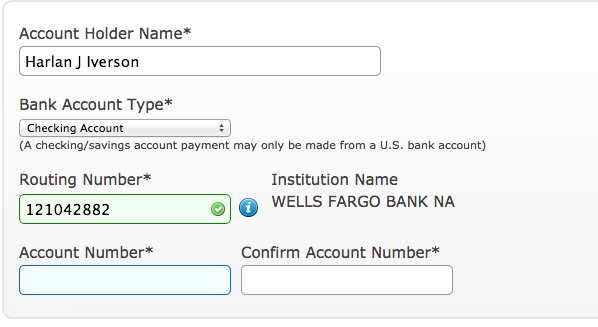 Account Holder Name*
Harlan J Iverson
Bank Account Type*
Checking Account
(A checking/savings account payment may only be made from a U.S. bank account)
Routing Number* Institution Name
121042882 WELLS FARGO BANK NA
Account Number* Confirm Account Number*